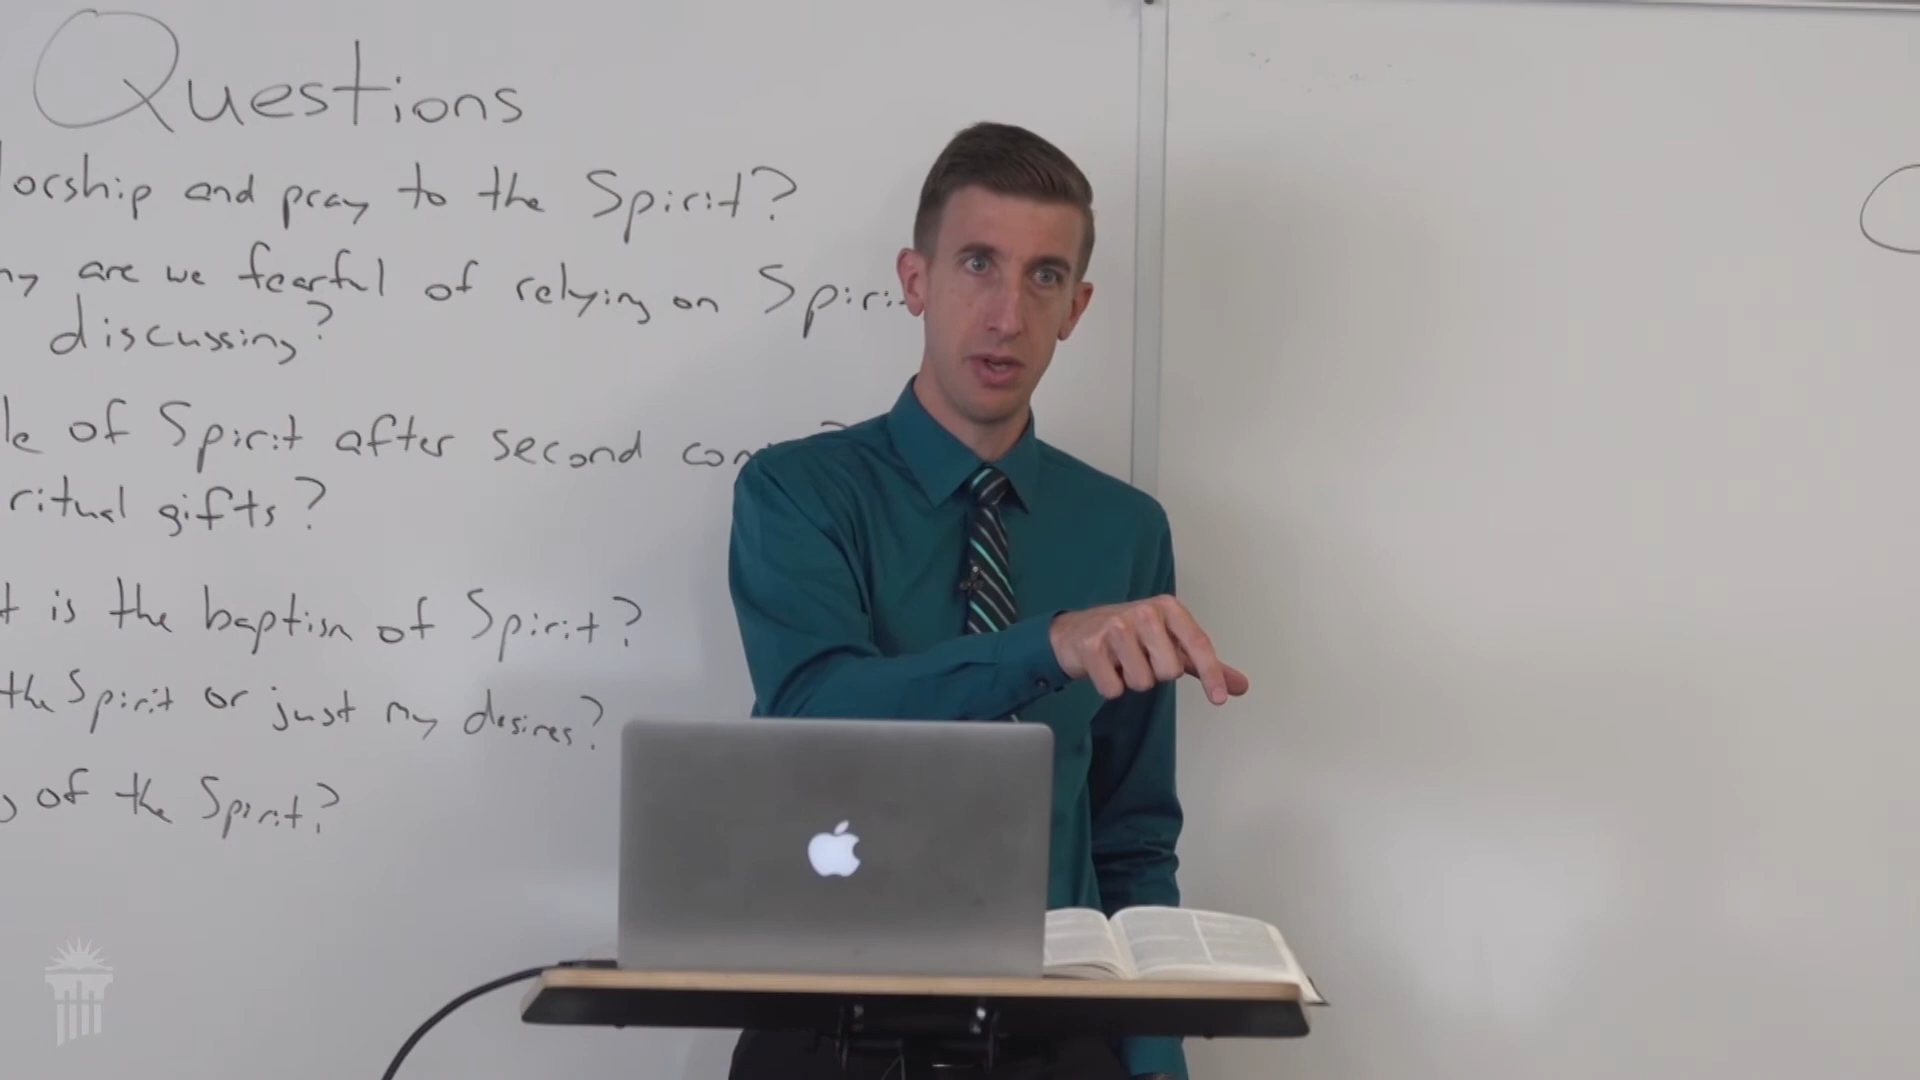 Questions
orship and pray to the Spirit?
are we fearful of relying on Spiri
discussing?
le of Spirit after second com
ritual gifts?
t is the baptism of Spirit?
the Spirit or just my desires?
of the Spirit?